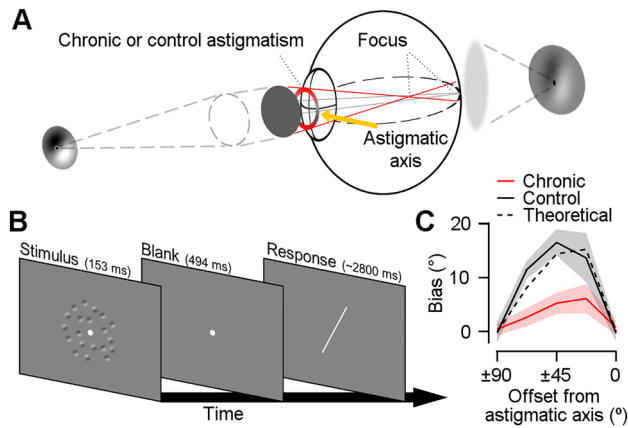 A
Chronic or control astigmatism
Focus
Astigmatic
axis
B
Stimulus (153 ms)
Blank (494 ms)
Response (~2800 ms)
Time
C
Chronic
Control
Theoretical
20
10
0
Bias (°)
±90
±45
0
Offset from
astigmatic axis (º)